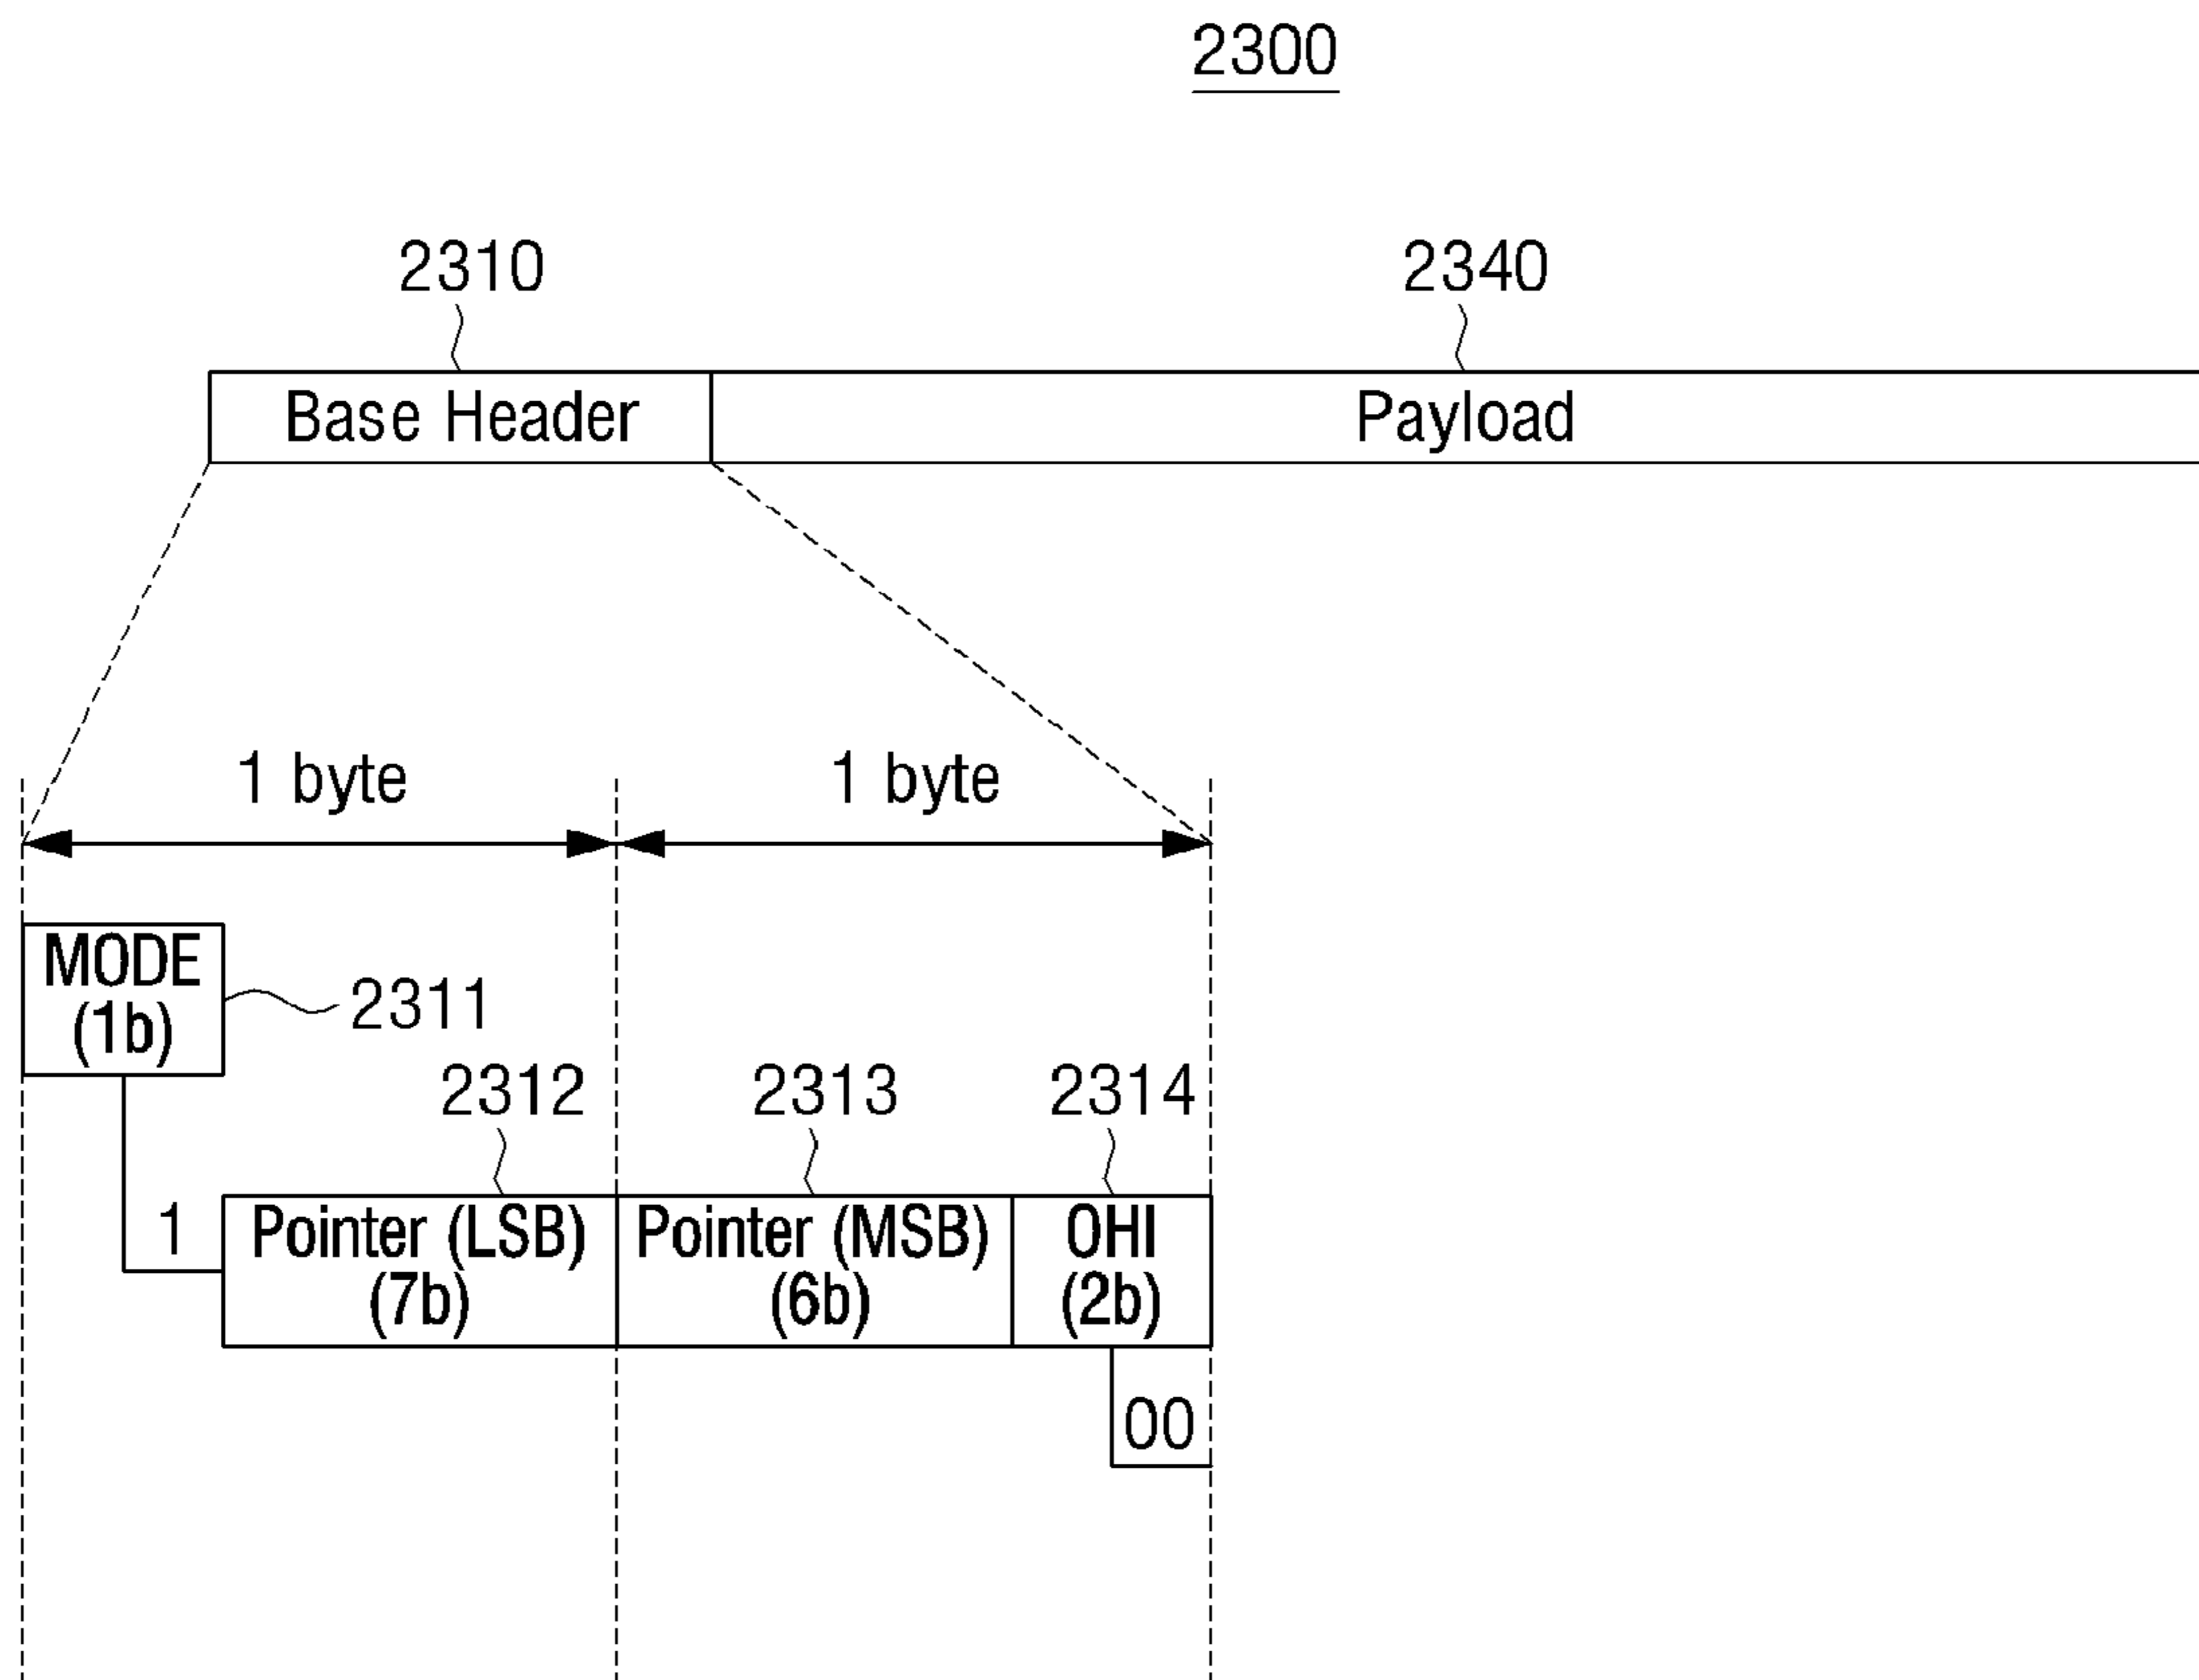 2300
2310
2340
Base Header
Payload
1 byte
1 byte
MODE
(1b)
2311
2312
2313
2314
1
Pointer (LSB)
(7b)
Pointer (MSB)
(6b)
OHI
(2b)
00